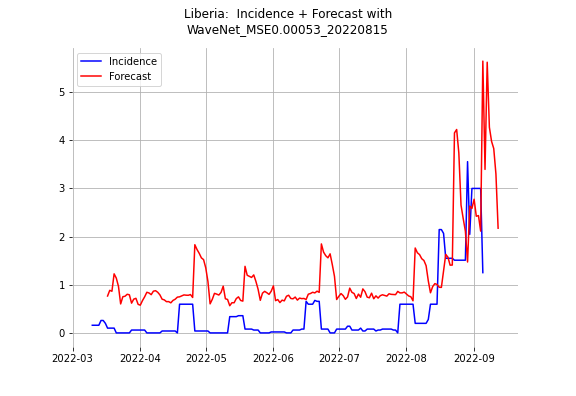 Liberia:  Incidence + Forecast with
WaveNet_MSE0.00053_20220815
Incidence
Forecast
5
4
3
2
1
0
2022-03 2022-04 2022-05 2022-06 2022-07 2022-08 2022-09